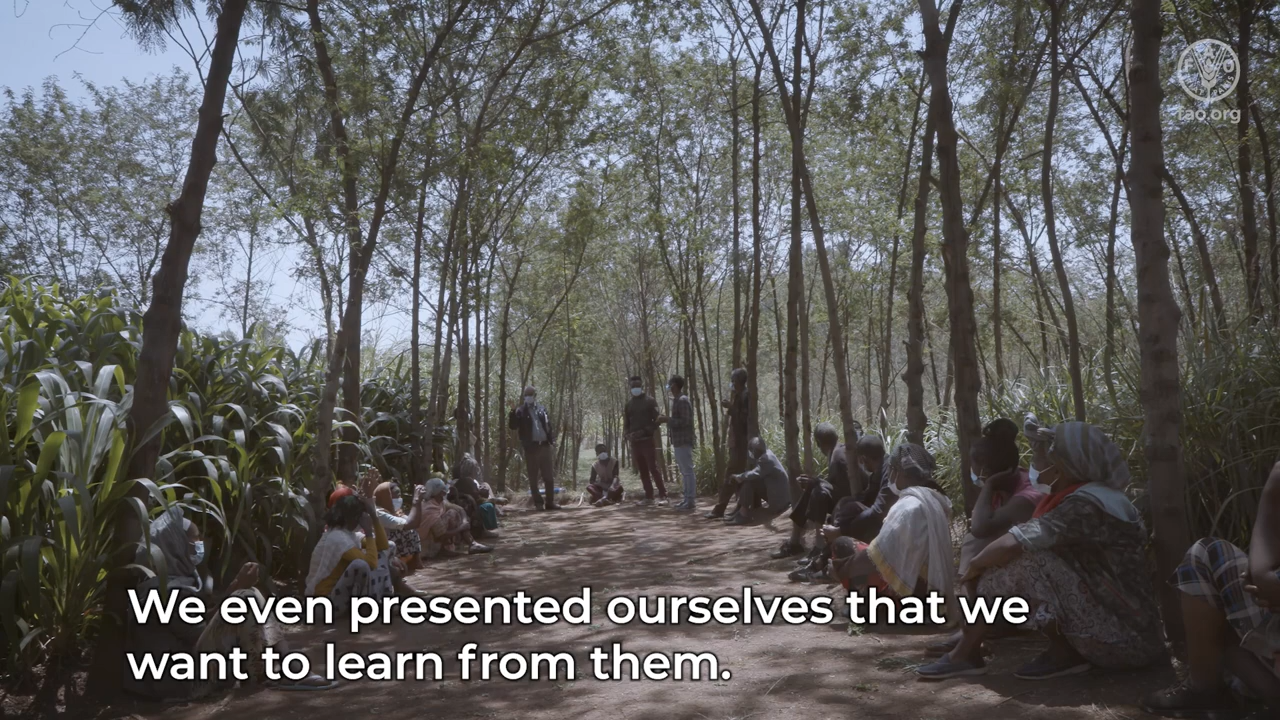 fao.org
We even presented ourselves that we
want to learn from them.